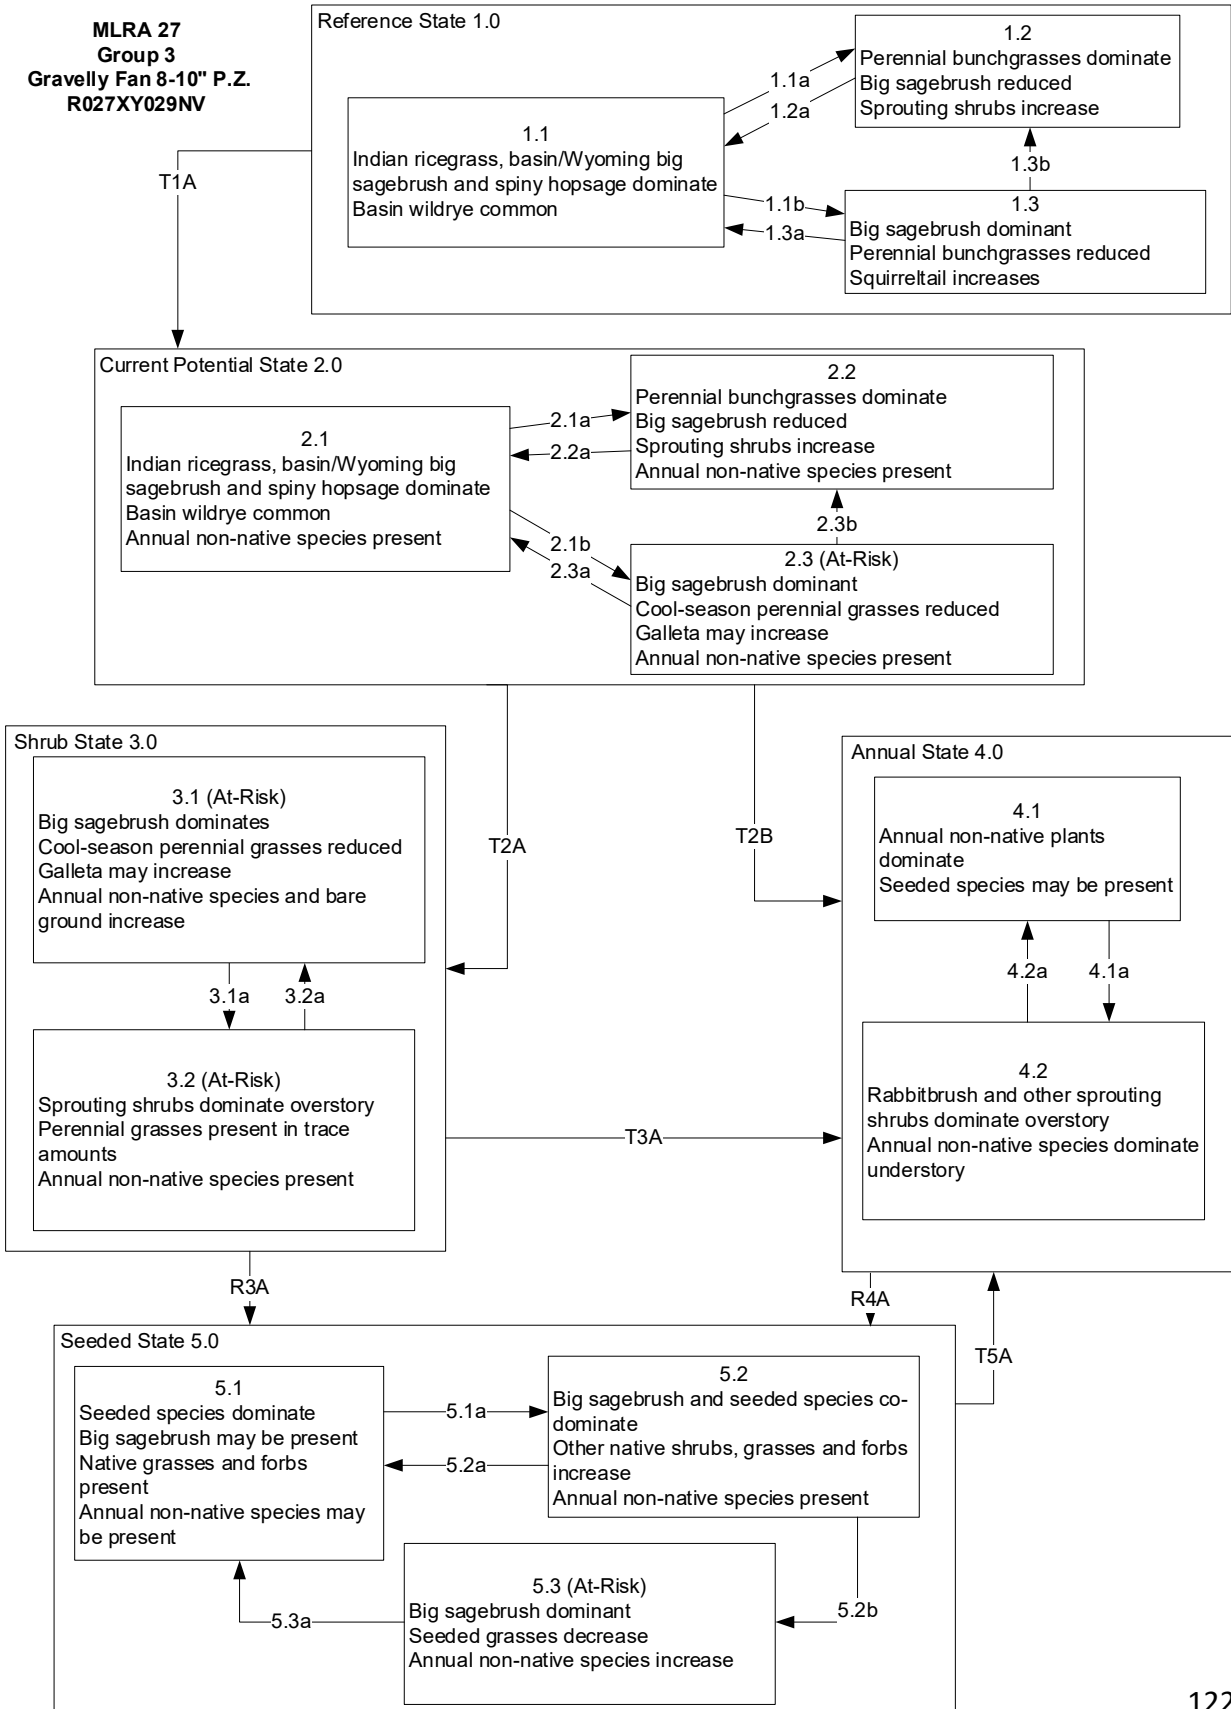 MLRA 27
Group 3
Gravelly Fan 8-10" P.Z.
R027XY029NV
Reference State 1.0
1.1
Indian ricegrass, basin/Wyoming big
sagebrush and spiny hopsage dominate
Basin wildrye common
1.1a
1.2a
1.2
Perennial bunchgrasses dominate
Big sagebrush reduced
Sprouting shrubs increase
1.3b
1.1b
1.3a
1.3
Big sagebrush dominant
Perennial bunchgrasses reduced
Squirreltail increases
T1A
Current Potential State 2.0
2.1
Indian ricegrass, basin/Wyoming big
sagebrush and spiny hopsage dominate
Basin wildrye common
Annual non-native species present
2.1a
2.2a
2.2
Perennial bunchgrasses dominate
Big sagebrush reduced
Sprouting shrubs increase
Annual non-native species present
2.3b
2.1b
2.3a
2.3 (At-Risk)
Big sagebrush dominant
Cool-season perennial grasses reduced
Galleta may increase
Annual non-native species present
T2A
T2B
Shrub State 3.0
3.1 (At-Risk)
Big sagebrush dominates
Cool-season perennial grasses reduced
Galleta may increase
Annual non-native species and bare
ground increase
3.1a
3.2a
3.2 (At-Risk)
Sprouting shrubs dominate overstory
Perennial grasses present in trace
amounts
Annual non-native species present
T3A
Annual State 4.0
4.1
Annual non-native plants
dominate
Seeded species may be present
4.2a
4.1a
4.2
Rabbitbrush and other sprouting
shrubs dominate overstory
Annual non-native species dominate
understory
R3A
R4A
T5A
Seeded State 5.0
5.1
Seeded species dominate
Big sagebrush may be present
Native grasses and forbs
present
Annual non-native species may
be present
5.1a
5.2a
5.2
Big sagebrush and seeded species co-
dominate
Other native shrubs, grasses and forbs
increase
Annual non-native species present
5.3a
5.3 (At-Risk)
Big sagebrush dominant
Seeded grasses decrease
Annual non-native species increase
5.2b
122